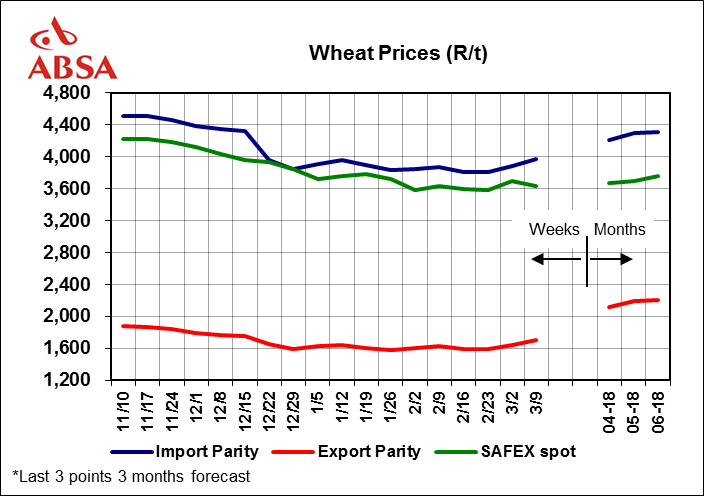 ABSA
Wheat Prices (R/t)
4,800
4,400
4,000
3,600
3,200
2,800
2,400
2,000
1,600
1,200
Weeks Months
11/10 11/17 11/24 12/1 12/8 12/15 12/22 12/29 1/5 1/12 1/19 1/26 2/2 2/9 2/16 2/23 3/2 3/9 04-18 05-18 06-18
Import Parity Export Parity SAFEX spot
*Last 3 points 3 months forecast